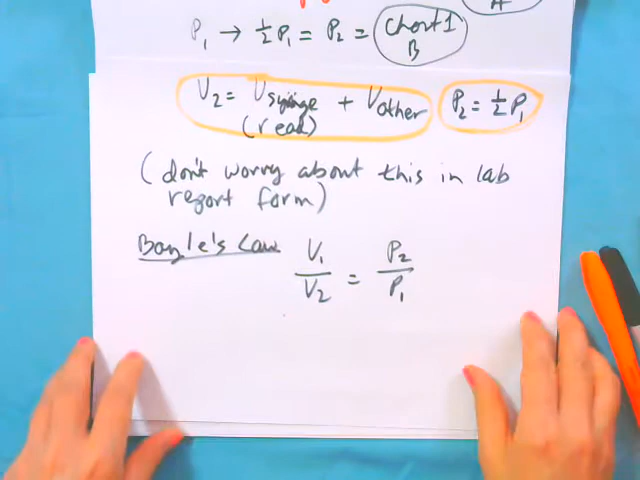 A
P₁ → ½P₁ = P₂ = Chart 1
B
V₂ = Vsyringe + Vother P₂ = ½P₁
(read)
(don't worry about this in lab
report form)
Boyle's Law V₁/V₂ = P₂/P₁